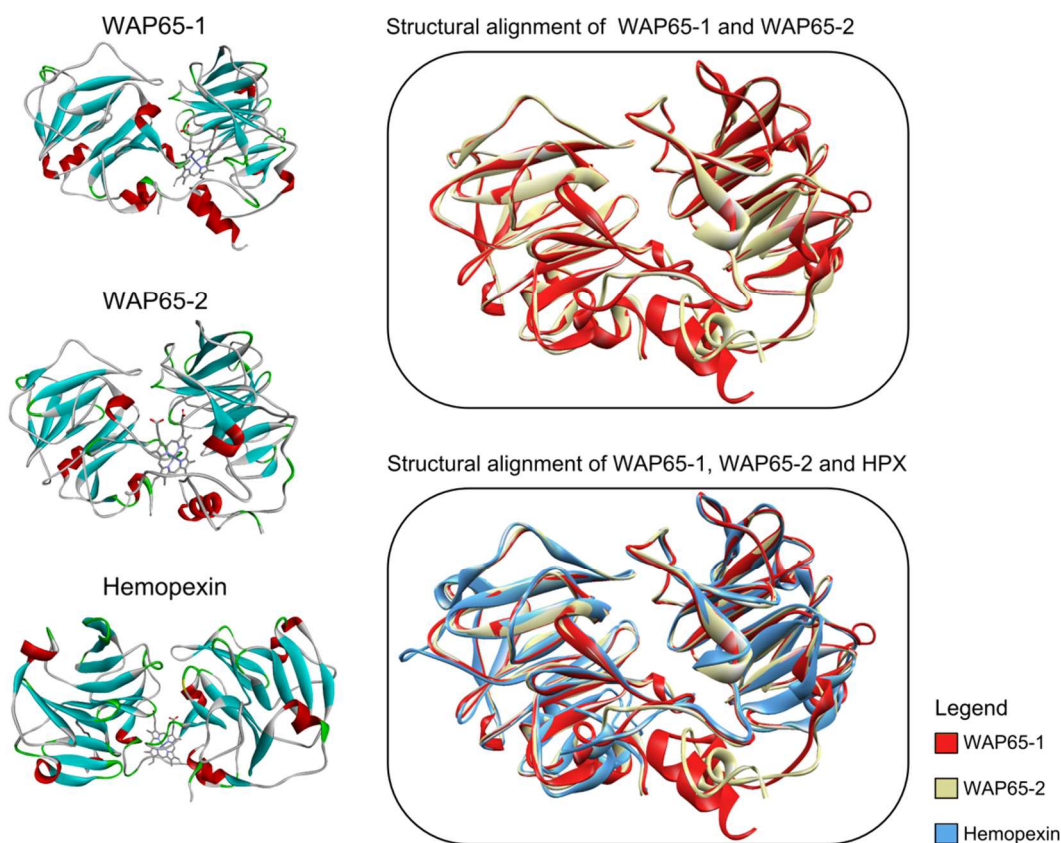 WAP65-1
Structural alignment of WAP65-1 and WAP65-2
WAP65-2
Structural alignment of WAP65-1, WAP65-2 and HPX
Hemopexin
Legend
WAP65-1
WAP65-2
Hemopexin